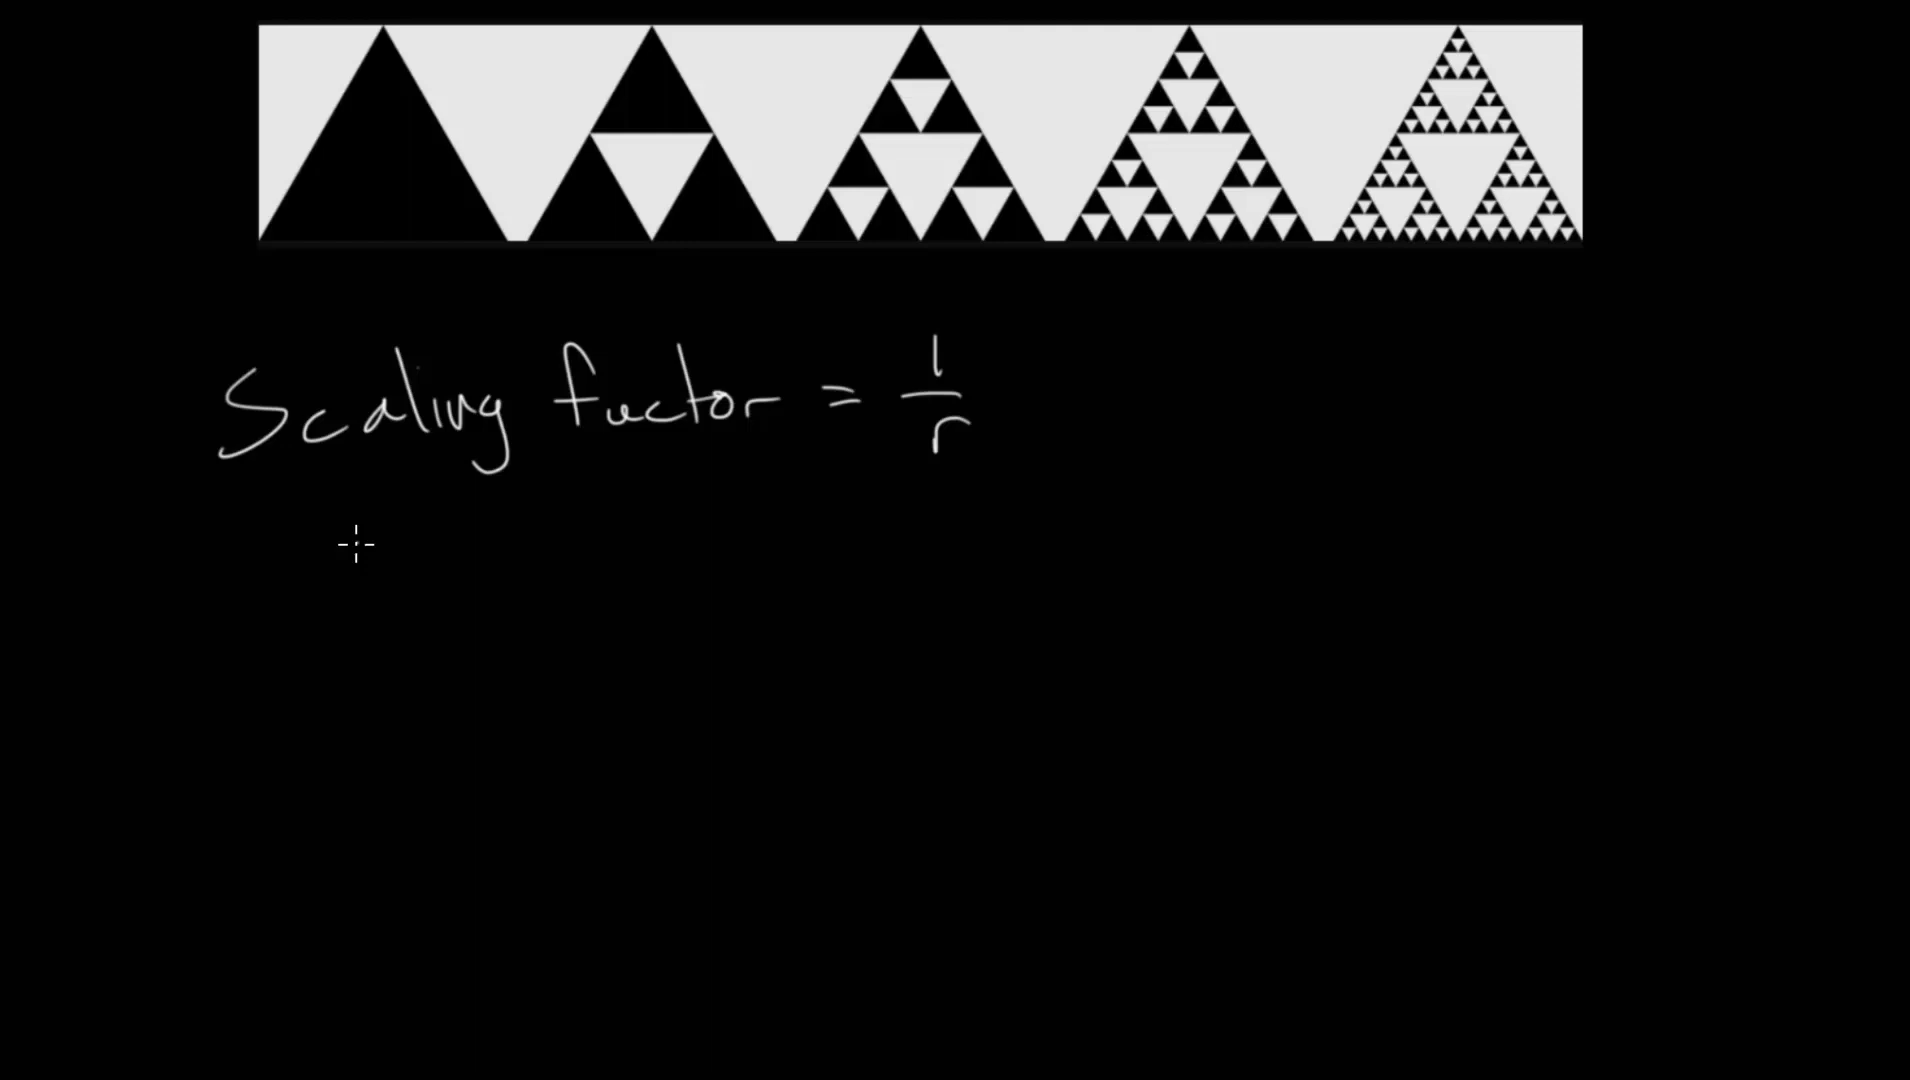 Scaling factor = 1/r